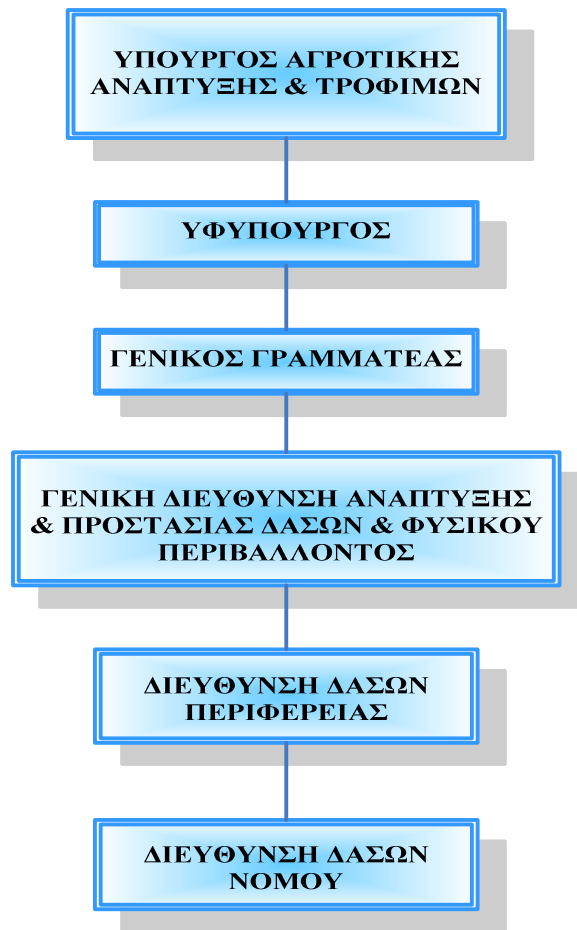 ΥΠΟΥΡΓΟΣ ΑΓΡΟΤΙΚΗΣ
ΑΝΑΠΤΥΞΗΣ & ΤΡΟΦΙΜΩΝ
ΥΦΥΠΟΥΡΓΟΣ
ΓΕΝΙΚΟΣ ΓΡΑΜΜΑΤΕΑΣ
ΓΕΝΙΚΗ ΔΙΕΥΘΥΝΣΗ ΑΝΑΠΤΥΞΗΣ
& ΠΡΟΣΤΑΣΙΑΣ ΔΑΣΩΝ & ΦΥΣΙΚΟΥ
ΠΕΡΙΒΑΛΛΟΝΤΟΣ
ΔΙΕΥΘΥΝΣΗ ΔΑΣΩΝ
ΠΕΡΙΦΕΡΕΙΑΣ
ΔΙΕΥΘΥΝΣΗ ΔΑΣΩΝ
ΝΟΜΟΥ